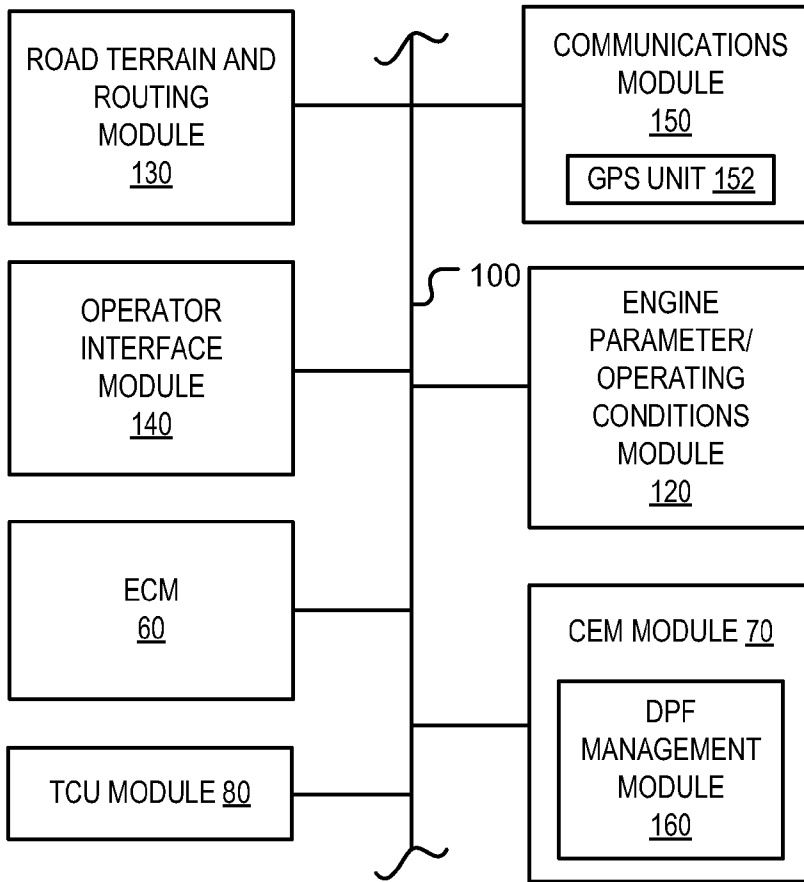 ROAD TERRAIN AND
ROUTING
MODULE
130
COMMUNICATIONS
MODULE
150
GPS UNIT 152
100
OPERATOR
INTERFACE
MODULE
140
ENGINE
PARAMETER/
OPERATING
CONDITIONS
MODULE
120
ECM
60
CEM MODULE 70
DPF
MANAGEMENT
MODULE
160
TCU MODULE 80